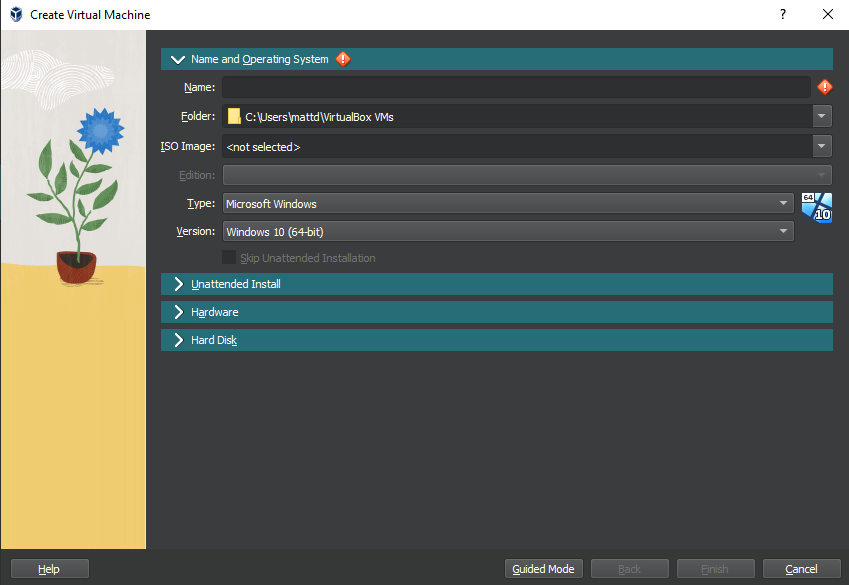 Create Virtual Machine
?
Name and Operating System
Name:
Folder: C:\Users\mattd\VirtualBox VMs
ISO Image: <not selected>
Edition:
Type: Microsoft Windows
64
10
Version: Windows 10 (64-bit)
Skip Unattended Installation
Unattended Install
Hardware
Hard Disk
Help Guided Mode Back Finish Cancel